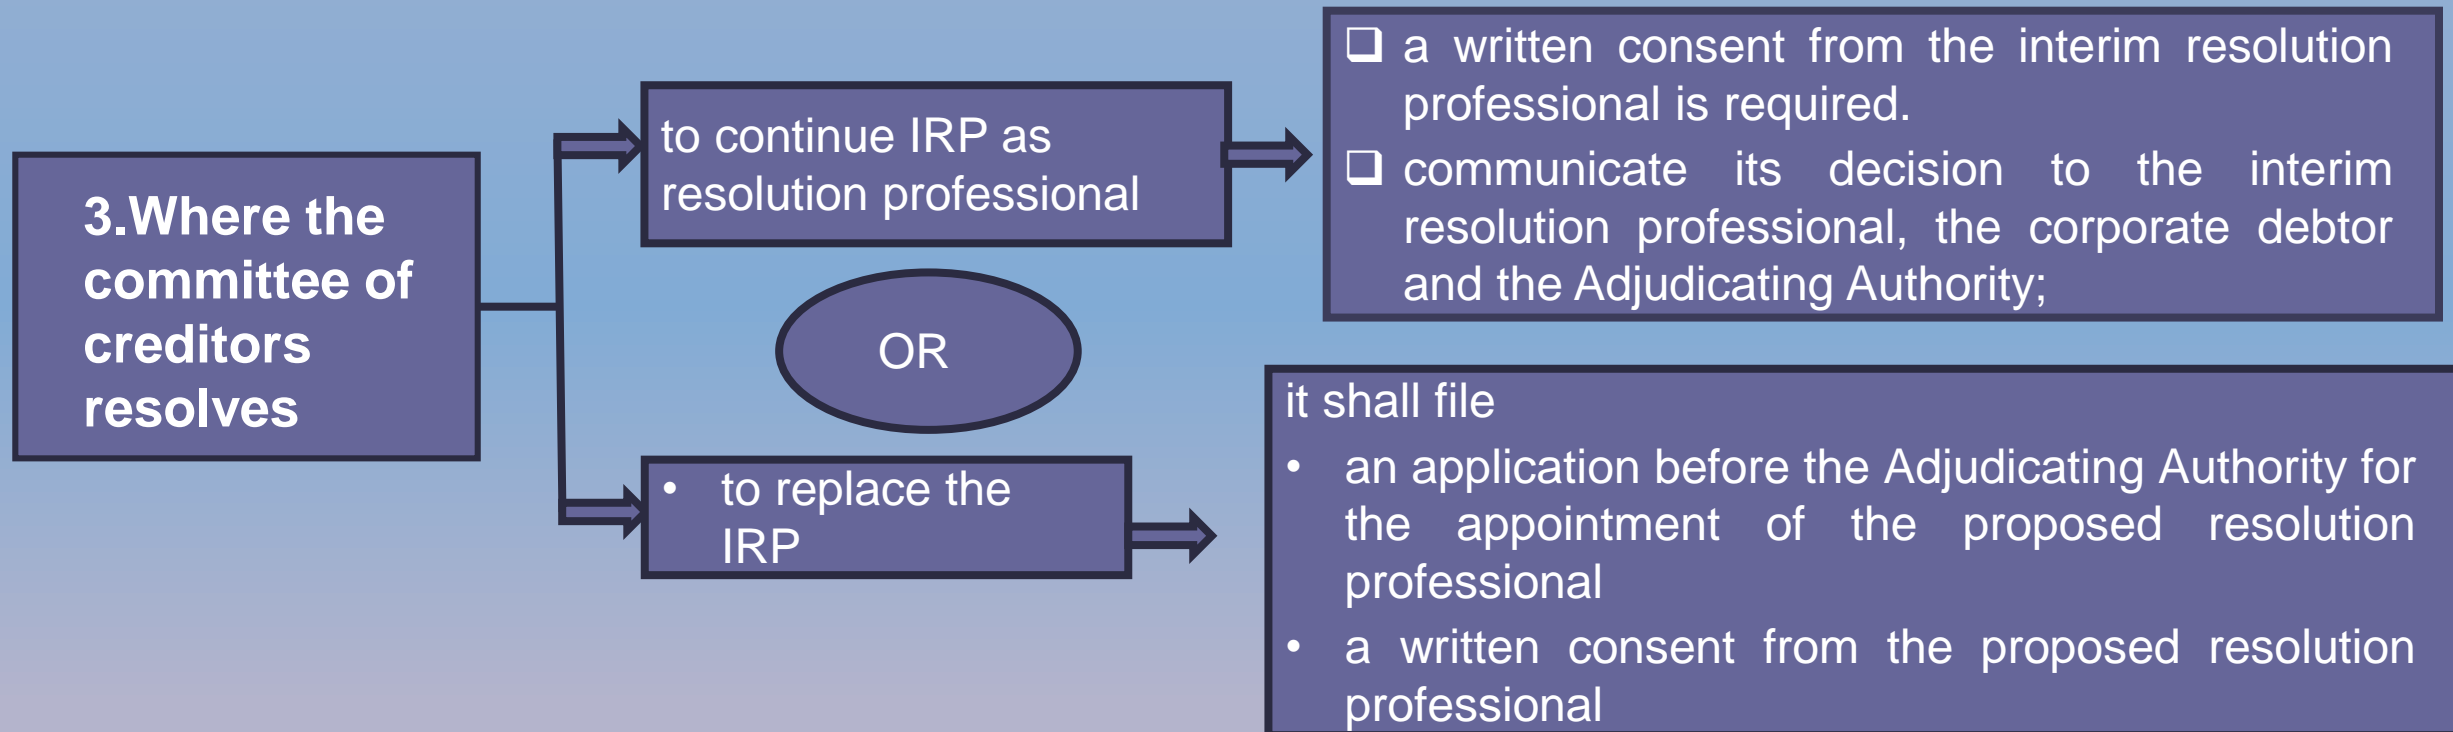 3.Where the
committee of
creditors
resolves
to continue IRP as
resolution professional
❑ a written consent from the interim resolution
professional is required.
❑ communicate its decision to the interim
resolution professional, the corporate debtor
and the Adjudicating Authority;
OR
• to replace the
IRP
it shall file
• an application before the Adjudicating Authority for
the appointment of the proposed resolution
professional
• a written consent from the proposed resolution
professional